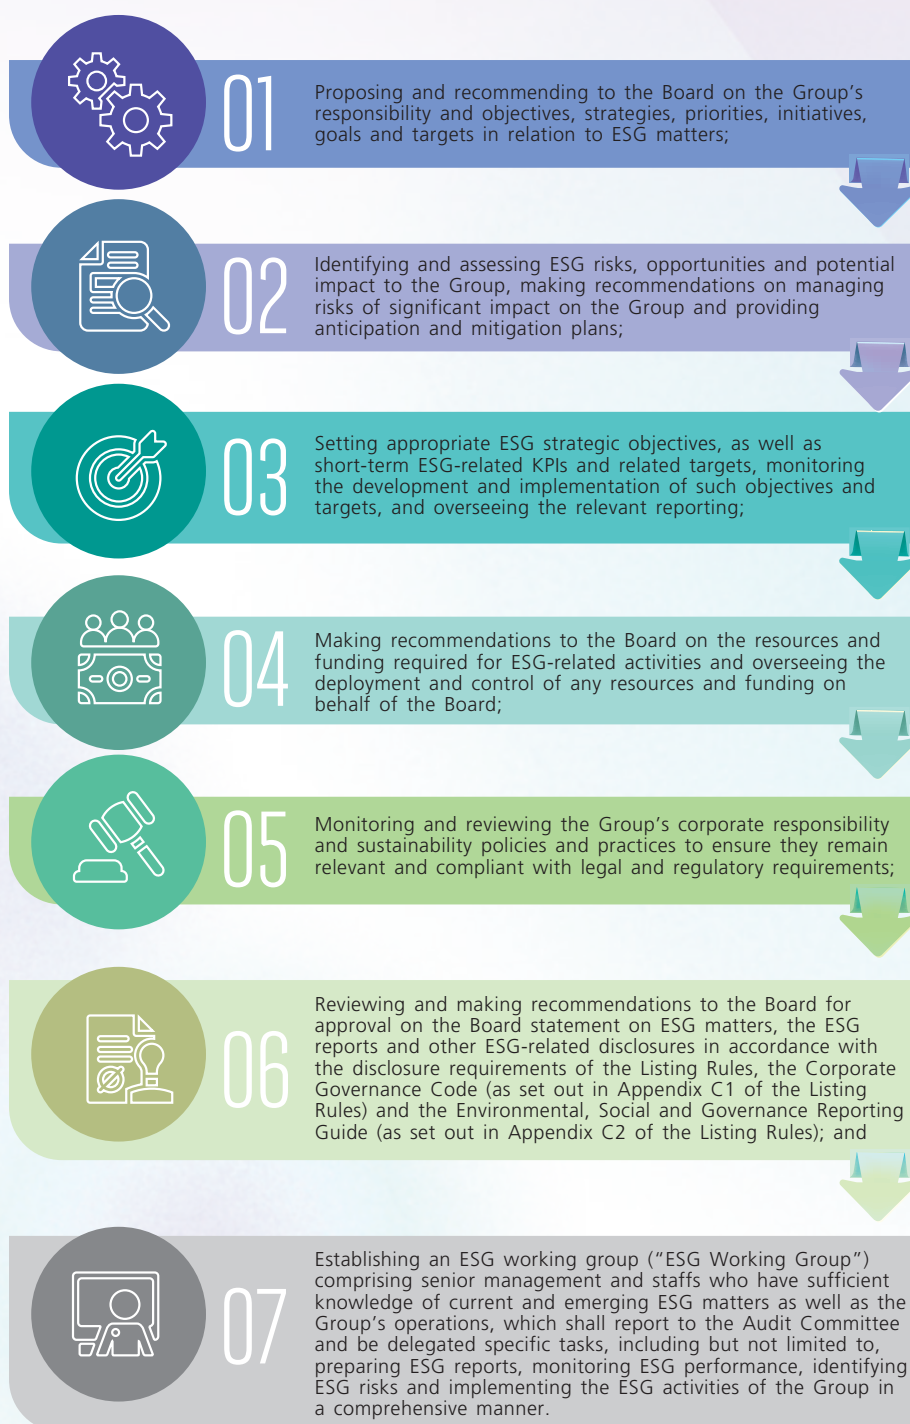 01
Proposing and recommending to the Board on the Group's
responsibility and objectives, strategies, priorities, initiatives,
goals and targets in relation to ESG matters;
02
Identifying and assessing ESG risks, opportunities and potential
impact to the Group, making recommendations on managing
risks of significant impact on the Group and providing
anticipation and mitigation plans;
03
Setting appropriate ESG strategic objectives, as well as
short-term ESG-related KPIs and related targets, monitoring
the development and implementation of such objectives and
targets, and overseeing the relevant reporting;
04
Making recommendations to the Board on the resources and
funding required for ESG-related activities and overseeing the
deployment and control of any resources and funding on
behalf of the Board;
05
Monitoring and reviewing the Group's corporate responsibility
and sustainability policies and practices to ensure they remain
relevant and compliant with legal and regulatory requirements;
06
Reviewing and making recommendations to the Board for
approval on the Board statement on ESG matters, the ESG
reports and other ESG-related disclosures in accordance with
the disclosure requirements of the Listing Rules, the Corporate
Governance Code (as set out in Appendix C1 of the Listing
Rules) and the Environmental, Social and Governance Reporting
Guide (as set out in Appendix C2 of the Listing Rules); and
07
Establishing an ESG working group ("ESG Working Group")
comprising senior management and staffs who have sufficient
knowledge of current and emerging ESG matters as well as the
Group's operations, which shall report to the Audit Committee
and be delegated specific tasks, including but not limited to,
preparing ESG reports, monitoring ESG performance, identifying
ESG risks and implementing the ESG activities of the Group in
a comprehensive manner.